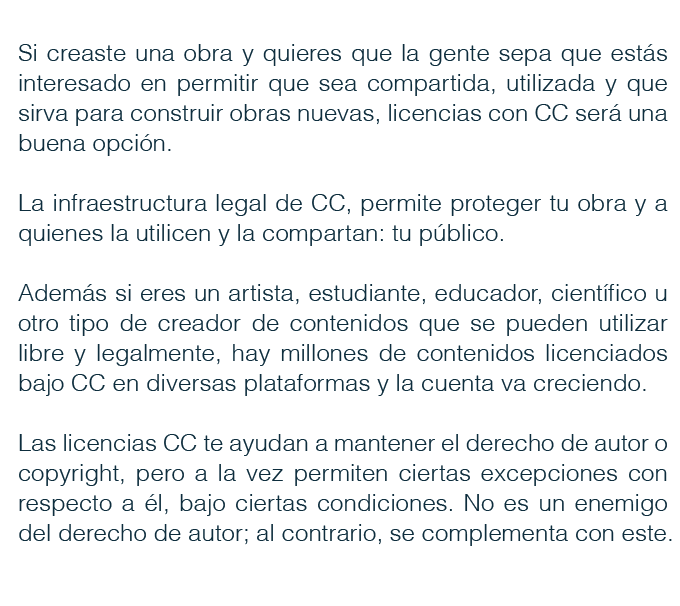 Si creaste una obra y quieres que la gente sepa que estás
interesado en permitir que sea compartida, utilizada y que
sirva para construir obras nuevas, licencias con CC será una
buena opción.
La infraestructura legal de CC, permite proteger tu obra y a
quienes la utilicen y la compartan: tu público.
Además si eres un artista, estudiante, educador, científico u
otro tipo de creador de contenidos que se pueden utilizar
libre y legalmente, hay millones de contenidos licenciados
bajo CC en diversas plataformas y la cuenta va creciendo.
Las licencias CC te ayudan a mantener el derecho de autor o
copyright, pero a la vez permiten ciertas excepciones con
respecto a él, bajo ciertas condiciones. No es un enemigo
del derecho de autor; al contrario, se complementa con este.